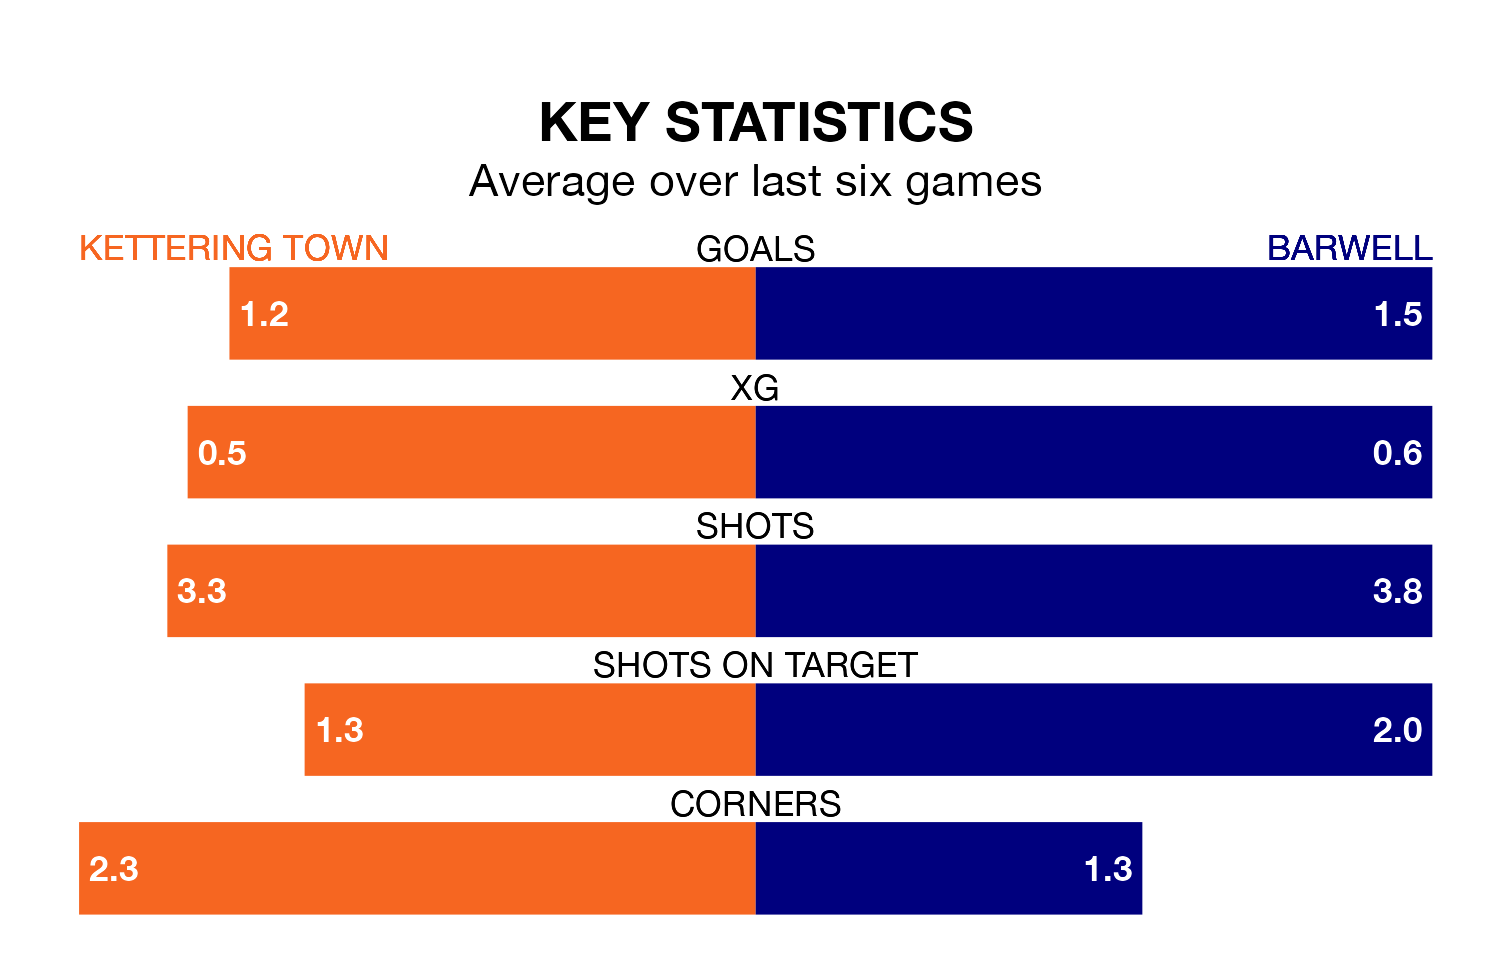 KEY STATISTICS
Average over last six games
KETTERING TOWN GOALS BARWELL
1.2 1.5
XG
0.5 0.6
SHOTS
3.3 3.8
SHOTS ON TARGET
1.3 2.0
CORNERS
2.3 1.3